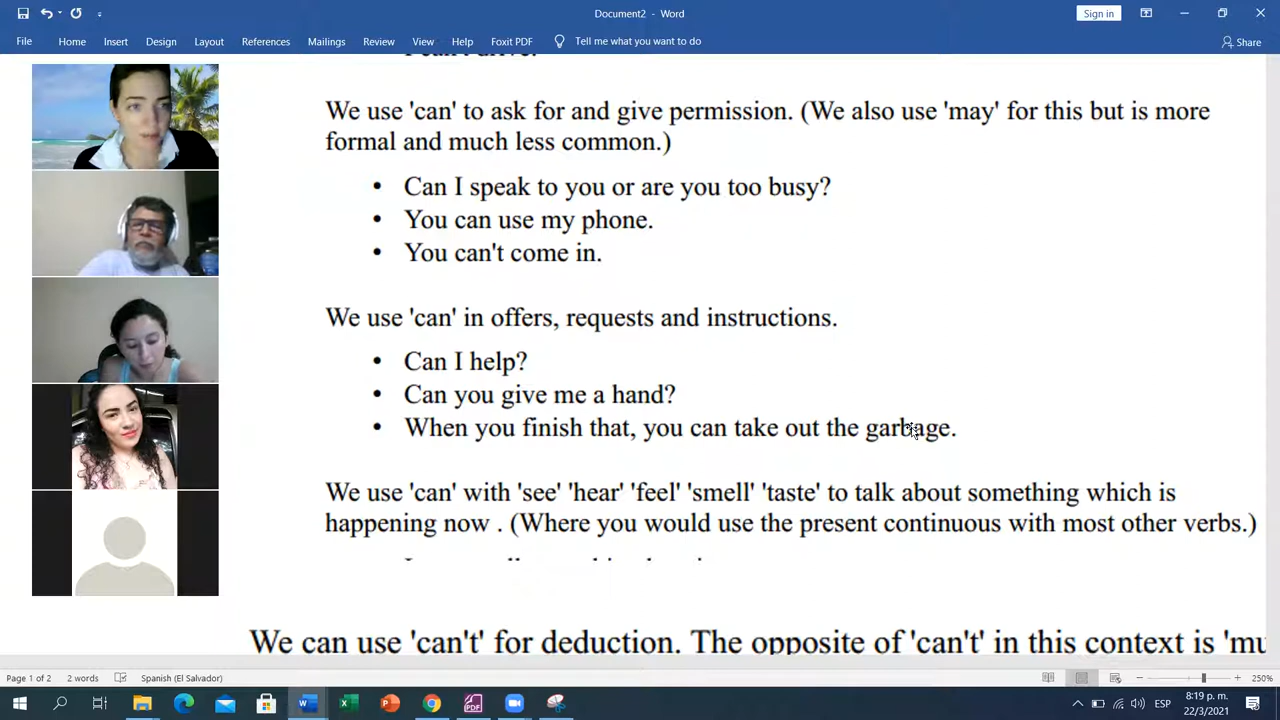 Document2 - Word
Sign in
File Home Insert Design Layout References Mailings Review View Help Foxit PDF Tell me what you want to do Share
I can't drive.
We use 'can' to ask for and give permission. (We also use 'may' for this but is more
formal and much less common.)
• Can I speak to you or are you too busy?
• You can use my phone.
• You can't come in.
We use 'can' in offers, requests and instructions.
• Can I help?
• Can you give me a hand?
• When you finish that, you can take out the garbage.
We use 'can' with 'see' 'hear' 'feel' 'smell' 'taste' to talk about something which is
happening now . (Where you would use the present continuous with most other verbs.)
We can use 'can't' for deduction. The opposite of 'can't' in this context is 'mu
Page 1 of 2 2 words Spanish (El Salvador) 250%
8:19 p. m.
ESP
22/3/2021